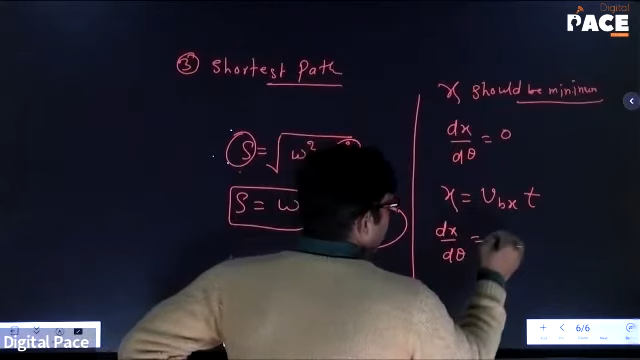 Digital
PACE
③ Shortest Path
x should be minimum
S = √w²
dx/dθ = 0
S = w
x = v_bx t
dx/dθ =
6/6
Digital Pace